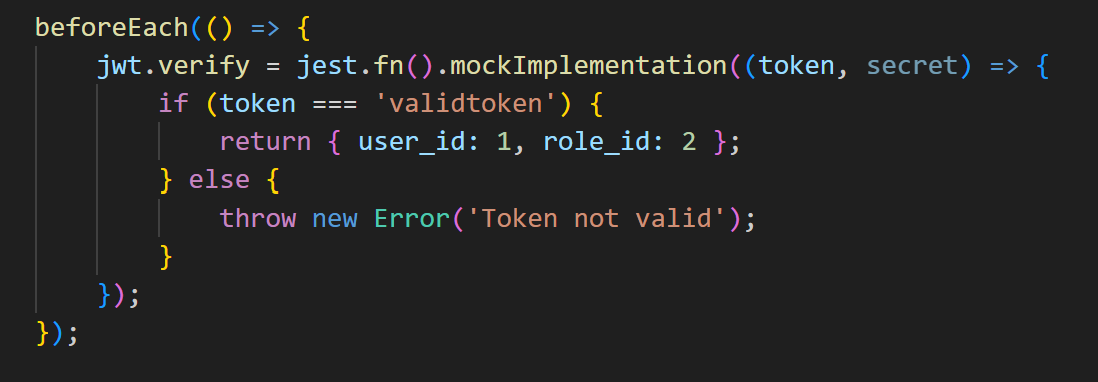 beforeEach(() => {
    jwt.verify = jest.fn().mockImplementation((token, secret) => {
        if (token === 'validtoken') {
            return { user_id: 1, role_id: 2 };
        } else {
            throw new Error('Token not valid');
        }
    });
});